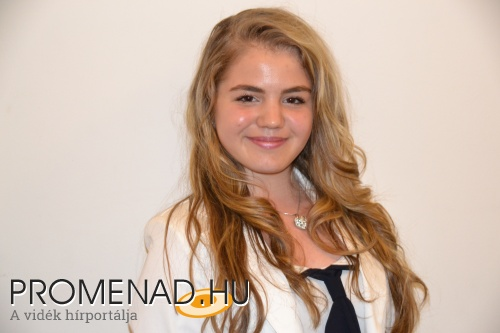 PROMENAD.HU
A vidék hírportálja